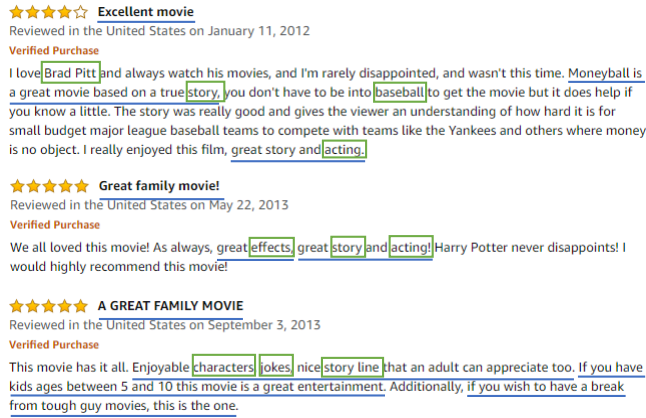 Excellent movie
Reviewed in the United States on January 11, 2012
Verified Purchase
I love Brad Pitt and always watch his movies, and I'm rarely disappointed, and wasn't this time. Moneyball is
a great movie based on a true story, you don't have to be into baseball to get the movie but it does help if
you know a little. The story was really good and gives the viewer an understanding of how hard it is for
small budget major league baseball teams to compete with teams like the Yankees and others where money
is no object. I really enjoyed this film, great story and acting.
Great family movie!
Reviewed in the United States on May 22, 2013
Verified Purchase
We all loved this movie! As always, great effects, great story and acting! Harry Potter never disappoints! I
would highly recommend this movie!
A GREAT FAMILY MOVIE
Reviewed in the United States on September 3, 2013
Verified Purchase
This movie has it all. Enjoyable characters, jokes, nice story line that an adult can appreciate too. If you have
kids ages between 5 and 10 this movie is a great entertainment. Additionally, if you wish to have a break
from tough guy movies, this is the one.